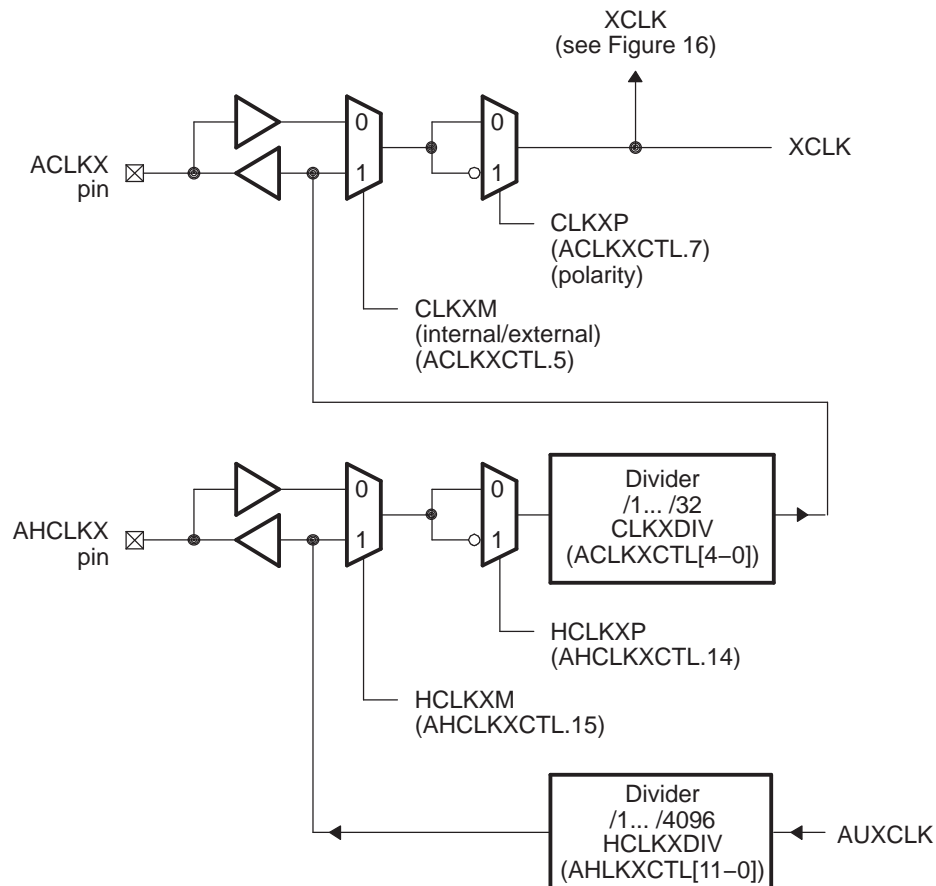 XCLK
(see Figure 16)
0
1
ACLKX
pin
0
1
XCLK
CLKXP
(ACLKXCTL.7)
(polarity)
CLKXM
(internal/external)
(ACLKXCTL.5)
AHCLKX
pin
0
1
0
1
Divider
/1... /32
CLKXDIV
(ACLKXCTL[4–0])
HCLKXP
(AHCLKXCTL.14)
HCLKXM
(AHCLKXCTL.15)
Divider
/1... /4096
HCLKXDIV
(AHLKXCTL[11–0])
AUXCLK